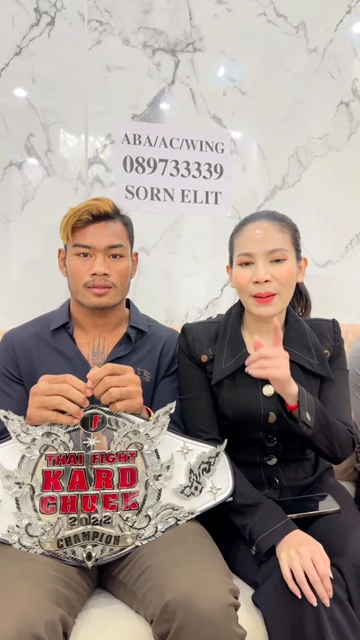 ABA/AC/WING
089733339
SORN ELIT
THAI FIGHT
KARD
CHUEK
2022
CHAMPION